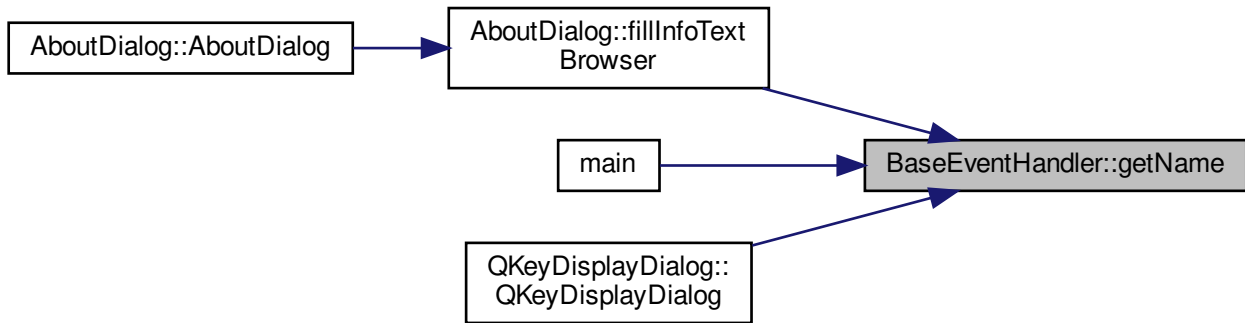 AboutDialog::AboutDialog
AboutDialog::fillInfoText
Browser
main
BaseEventHandler::getName
QKeyDisplayDialog::
QKeyDisplayDialog